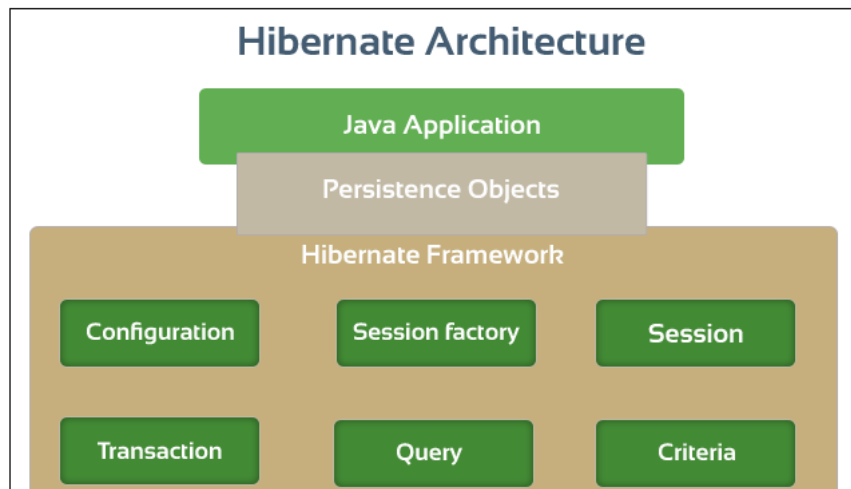 Hibernate Architecture
Java Application
Persistence Objects
Hibernate Framework
Configuration
Session factory
Session
Transaction
Query
Criteria